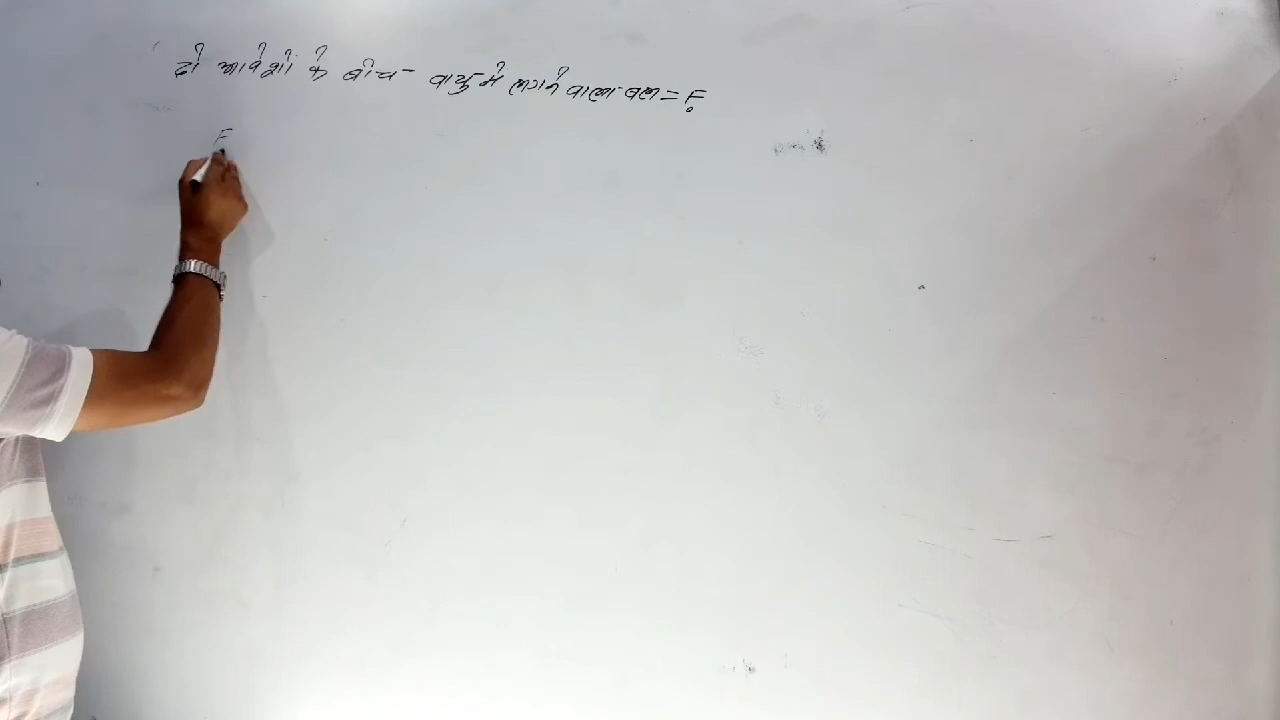 दो आवेशों के बीच वायु में लगने वाला बल = F₀
F